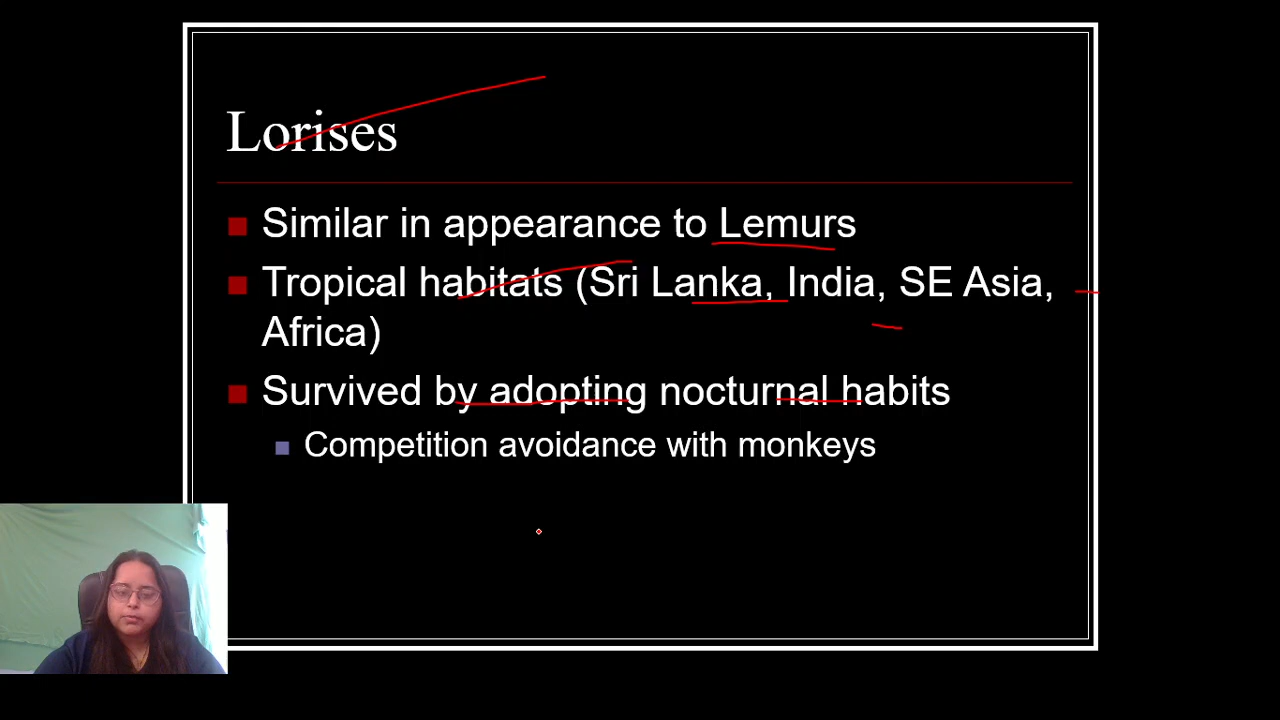 Lorises
Similar in appearance to Lemurs
Tropical habitats (Sri Lanka, India, SE Asia,
Africa)
Survived by adopting nocturnal habits
Competition avoidance with monkeys